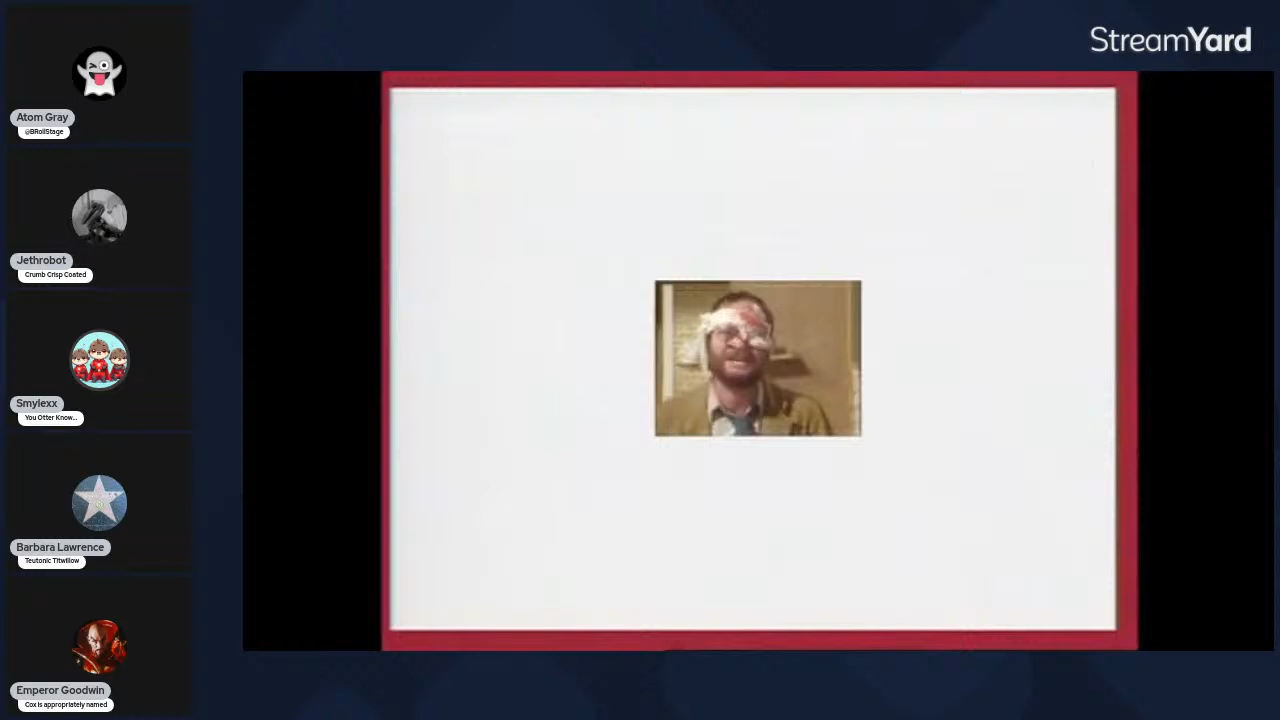 StreamYard
Atom Gray
@BRollStage
Jethrobot
Crumb Crisp Coated
Smylexx
You Otter Know...
Barbara Lawrence
Teutonic Titwillow
Emperor Goodwin
Cox is appropriately named